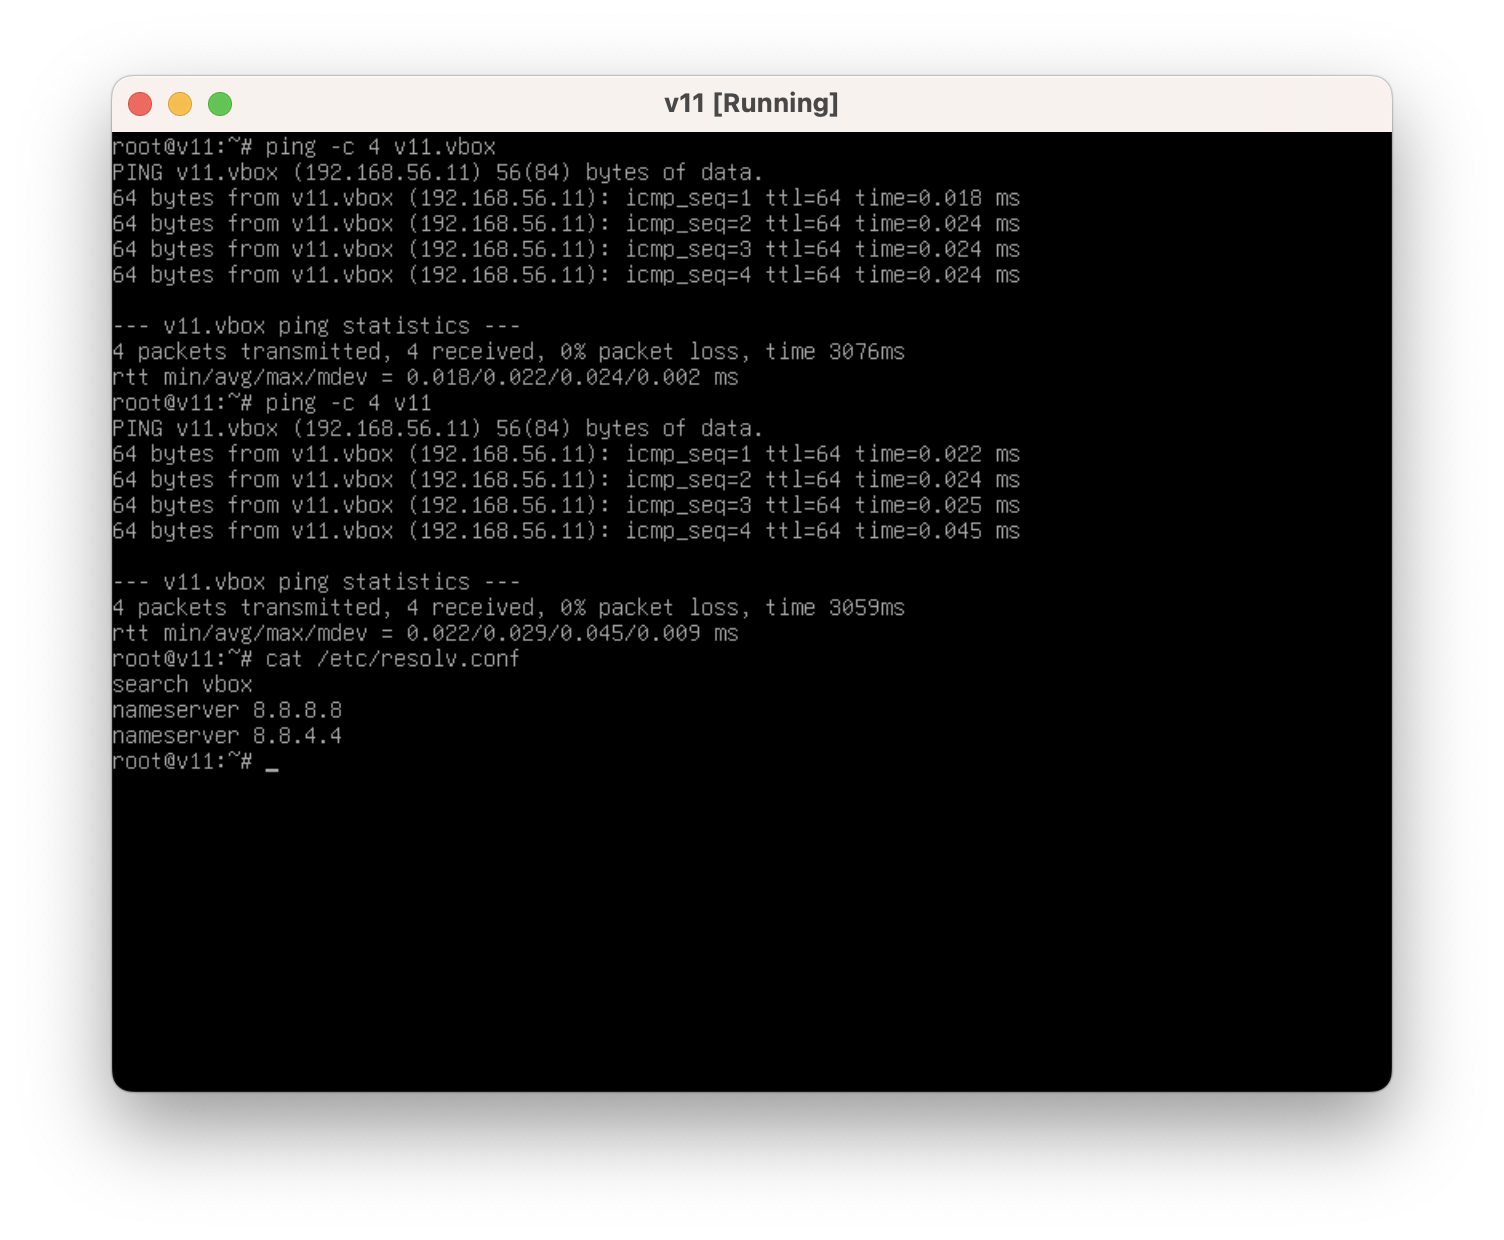 v11 [Running]
root@v11:~# ping -c 4 v11.vbox
PING v11.vbox (192.168.56.11) 56(84) bytes of data.
64 bytes from v11.vbox (192.168.56.11): icmp_seq=1 ttl=64 time=0.018 ms
64 bytes from v11.vbox (192.168.56.11): icmp_seq=2 ttl=64 time=0.024 ms
64 bytes from v11.vbox (192.168.56.11): icmp_seq=3 ttl=64 time=0.024 ms
64 bytes from v11.vbox (192.168.56.11): icmp_seq=4 ttl=64 time=0.024 ms

--- v11.vbox ping statistics ---
4 packets transmitted, 4 received, 0% packet loss, time 3076ms
rtt min/avg/max/mdev = 0.018/0.022/0.024/0.002 ms
root@v11:~# ping -c 4 v11
PING v11.vbox (192.168.56.11) 56(84) bytes of data.
64 bytes from v11.vbox (192.168.56.11): icmp_seq=1 ttl=64 time=0.022 ms
64 bytes from v11.vbox (192.168.56.11): icmp_seq=2 ttl=64 time=0.024 ms
64 bytes from v11.vbox (192.168.56.11): icmp_seq=3 ttl=64 time=0.025 ms
64 bytes from v11.vbox (192.168.56.11): icmp_seq=4 ttl=64 time=0.045 ms

--- v11.vbox ping statistics ---
4 packets transmitted, 4 received, 0% packet loss, time 3059ms
rtt min/avg/max/mdev = 0.022/0.029/0.045/0.009 ms
root@v11:~# cat /etc/resolv.conf
search vbox
nameserver 8.8.8.8
nameserver 8.8.4.4
root@v11:~# _